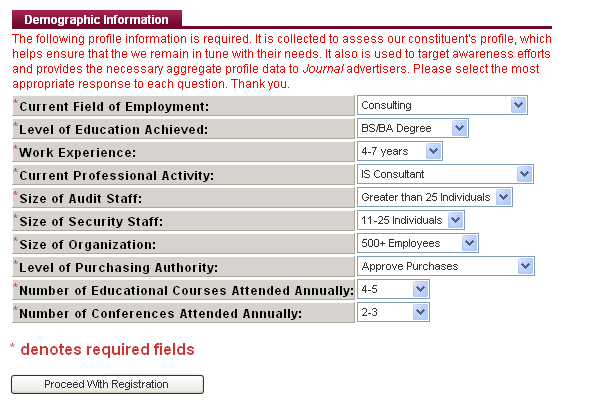 Demographic Information
The following profile information is required. It is collected to assess our constituent's profile, which
helps ensure that the we remain in tune with their needs. It also is used to target awareness efforts
and provides the necessary aggregate profile data to Journal advertisers. Please select the most
appropriate response to each question. Thank you.
*Current Field of Employment: Consulting
*Level of Education Achieved: BS/BA Degree
*Work Experience: 4-7 years
*Current Professional Activity: IS Consultant
*Size of Audit Staff: Greater than 25 Individuals
*Size of Security Staff: 11-25 Individuals
*Size of Organization: 500+ Employees
*Level of Purchasing Authority: Approve Purchases
*Number of Educational Courses Attended Annually: 4-5
*Number of Conferences Attended Annually: 2-3
* denotes required fields
Proceed With Registration